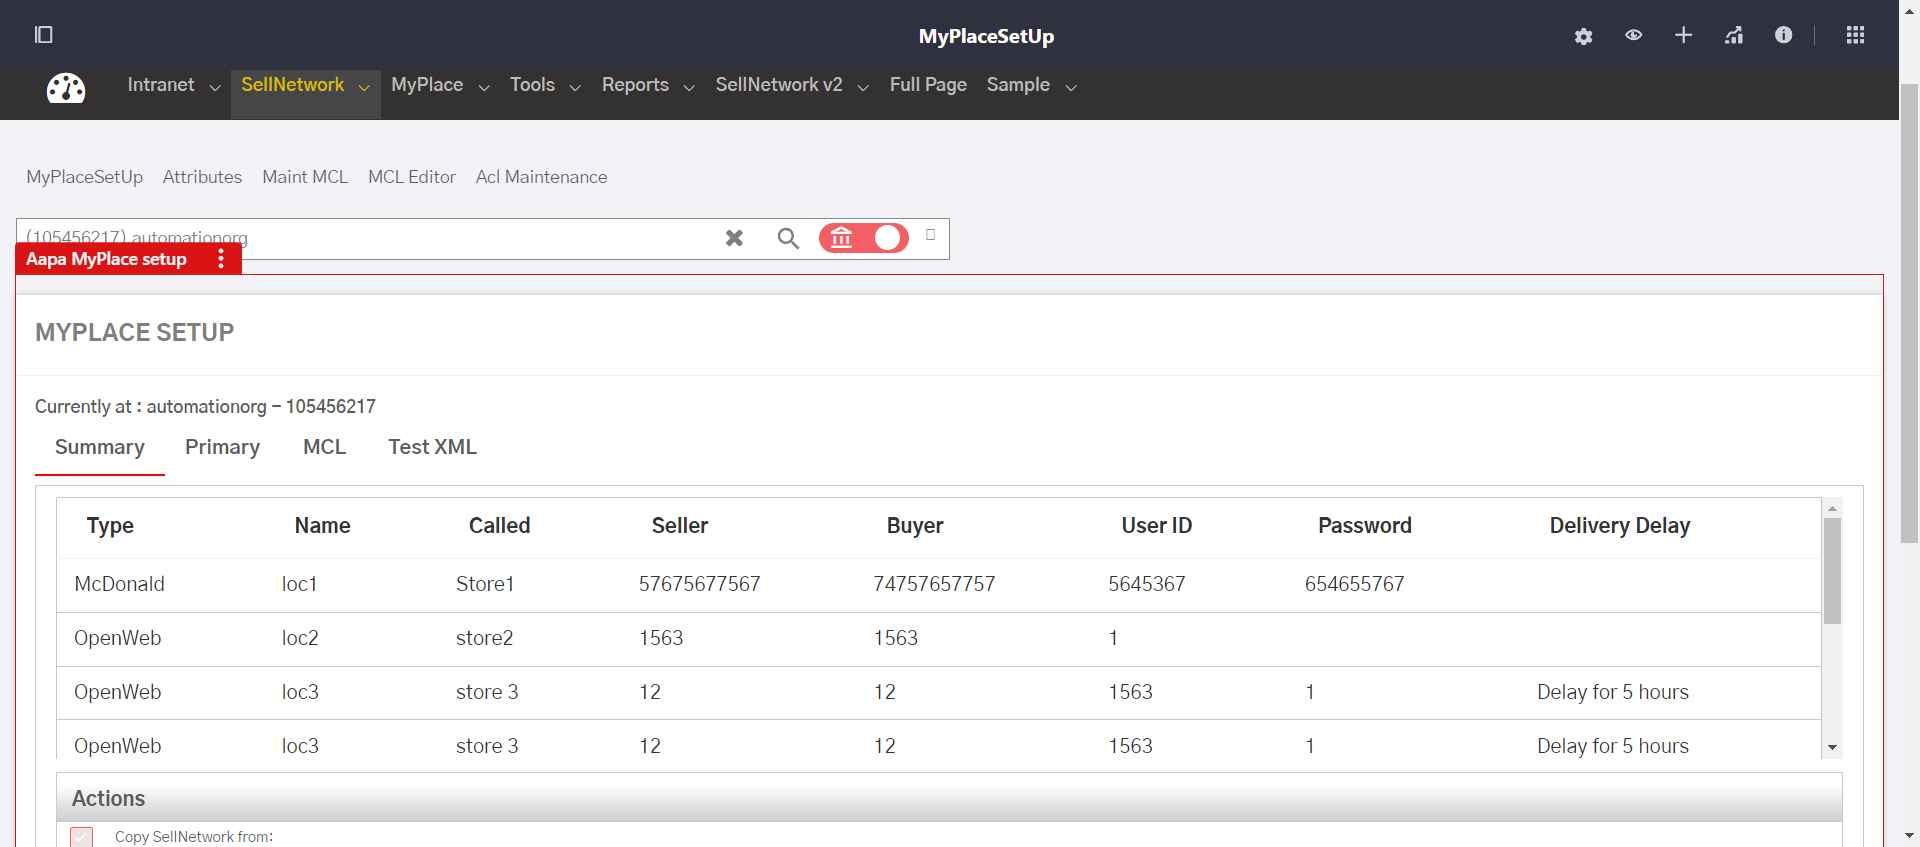 MyPlaceSetUp
Intranet SellNetwork MyPlace Tools Reports SellNetwork v2 Full Page Sample
MyPlaceSetUp Attributes Maint MCL MCL Editor Acl Maintenance
(105456217) automationorg
Aapa MyPlace setup
MYPLACE SETUP
Currently at : automationorg - 105456217
Summary Primary MCL Test XML
Type Name Called Seller Buyer User ID Password Delivery Delay
McDonald loc1 Store1 57675677567 74757657757 5645367 654655767
OpenWeb loc2 store2 1563 1563 1
OpenWeb loc3 store 3 12 12 1563 1 Delay for 5 hours
OpenWeb loc3 store 3 12 12 1563 1 Delay for 5 hours
Actions
Copy SellNetwork from: